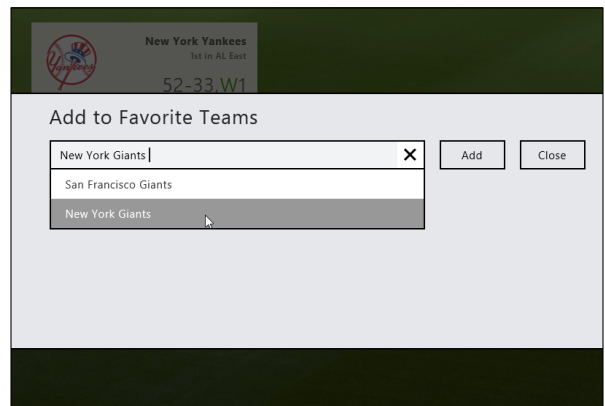 Yankees
New York Yankees
1st in AL East
52-33,W1
Add to Favorite Teams
New York Giants
Add
Close
San Francisco Giants
New York Giants